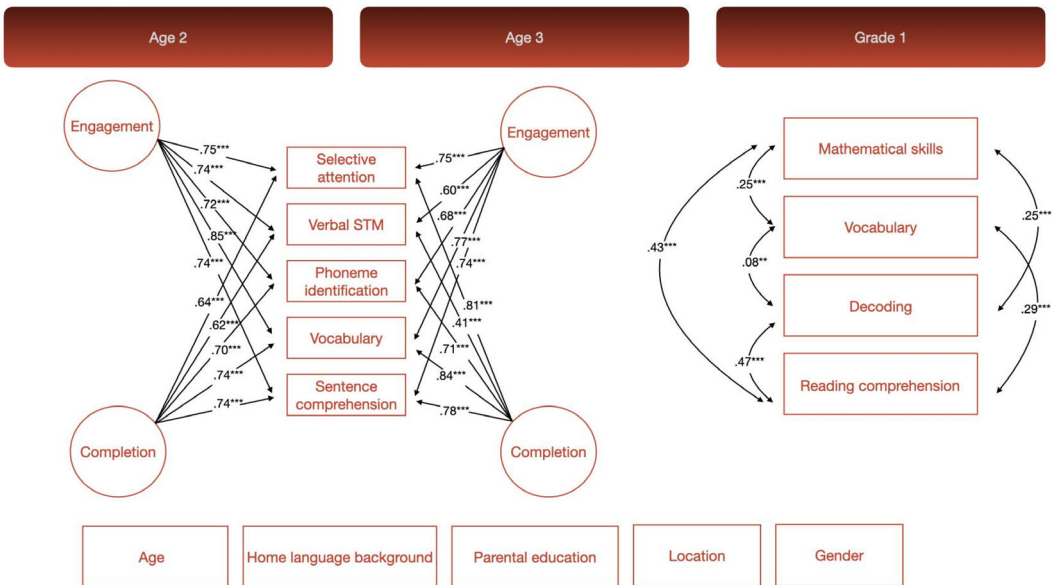 Age 2
Age 3
Grade 1
Engagement
Engagement
.75***
.74***
.72***
.85***
.74***
.64***
.62***
.70***
.74***
.74***
Selective
attention
Verbal STM
Phoneme
identification
Vocabulary
Sentence
comprehension
.75***
.60***
.68***
.77***
.74***
.81***
.41***
.71***
.84***
.78***
Completion
Completion
Mathematical skills
Vocabulary
Decoding
Reading comprehension
.43***
.25***
.08**
.47***
.25***
.29***
Age
Home language background
Parental education
Location
Gender